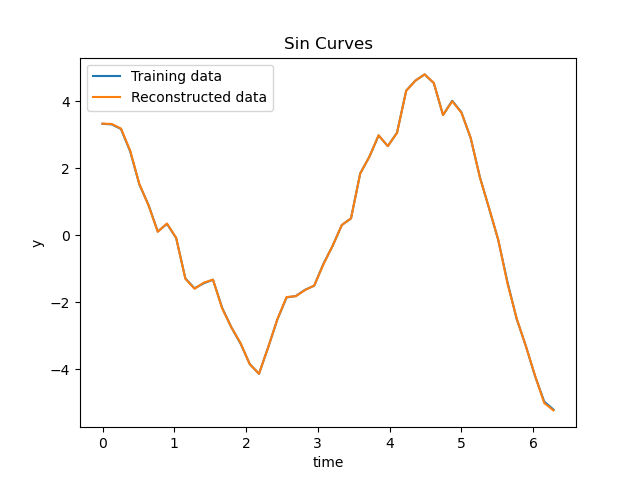 Sin Curves
Training data
Reconstructed data
4
2
0
−2
−4
y
0 1 2 3 4 5 6
time